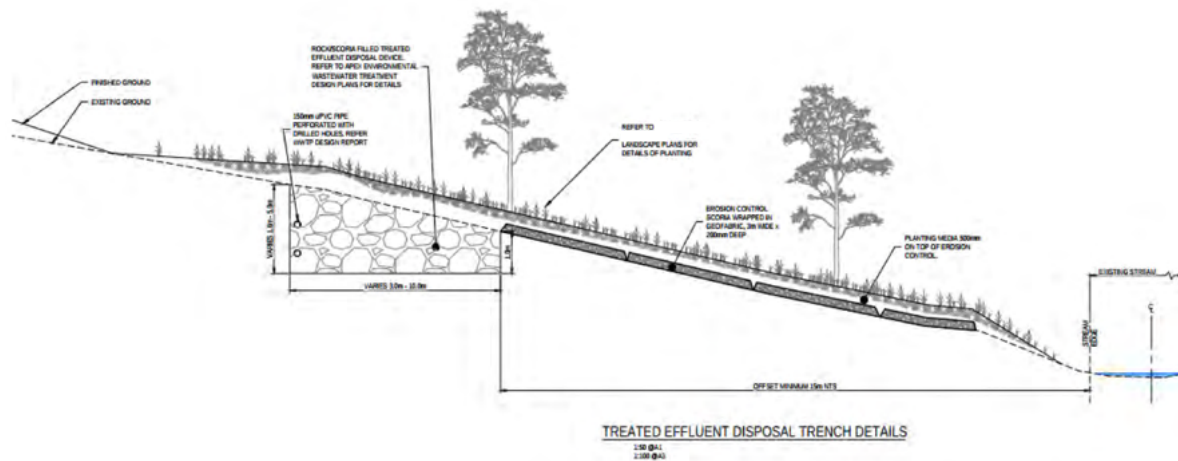 ROCK/SCORIA FILLED TREATED
EFFLUENT DISPOSAL DEVICE.
REFER TO APEX ENVIRONMENTAL
WASTEWATER TREATMENT
DESIGN PLANS FOR DETAILS
FINISHED GROUND
EXISTING GROUND
150mm uPVC PIPE
PERFORATED WITH
DRILLED HOLES, REFER
WWTP DESIGN REPORT
REFER TO
LANDSCAPE PLANS FOR
DETAILS OF PLANTING
EROSION CONTROL
SCORIA WRAPPED IN
GEOFABRIC, 3m WIDE x
200mm DEEP
PLANTING MEDIA 300mm
ON TOP OF EROSION
CONTROL.
EXISTING STREAM
VARIES
1.0m
VARIES 3.0m - 10.0m
STREAM
EDGE
OFFSET MINIMUM 15m NTS
TREATED EFFLUENT DISPOSAL TRENCH DETAILS
1:50 @A1
1:100 @A3